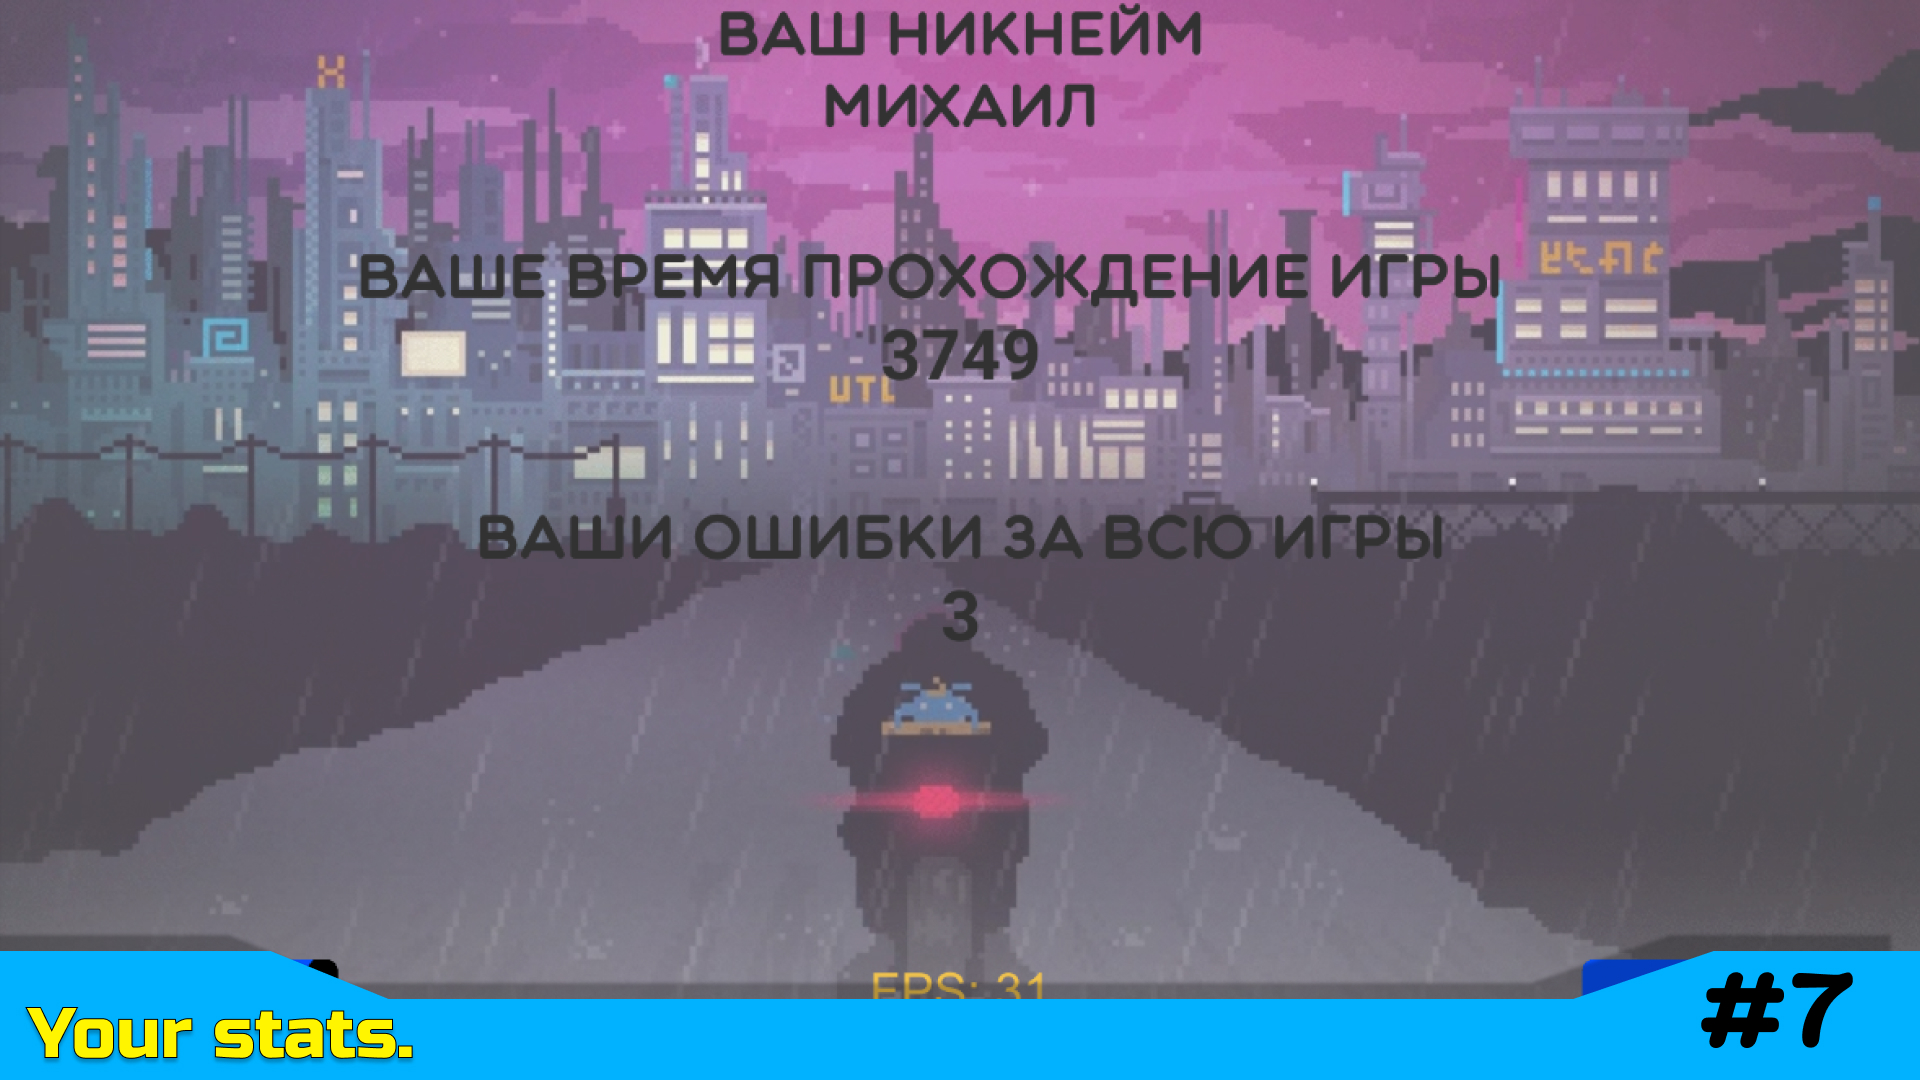 ВАШ НИКНЕЙМ
МИХАИЛ
ВАШЕ ВРЕМЯ ПРОХОЖДЕНИЕ ИГРЫ
3749
UTL
ВАШИ ОШИБКИ ЗА ВСЮ ИГРЫ
3
FPS: 31
Your stats.
#7